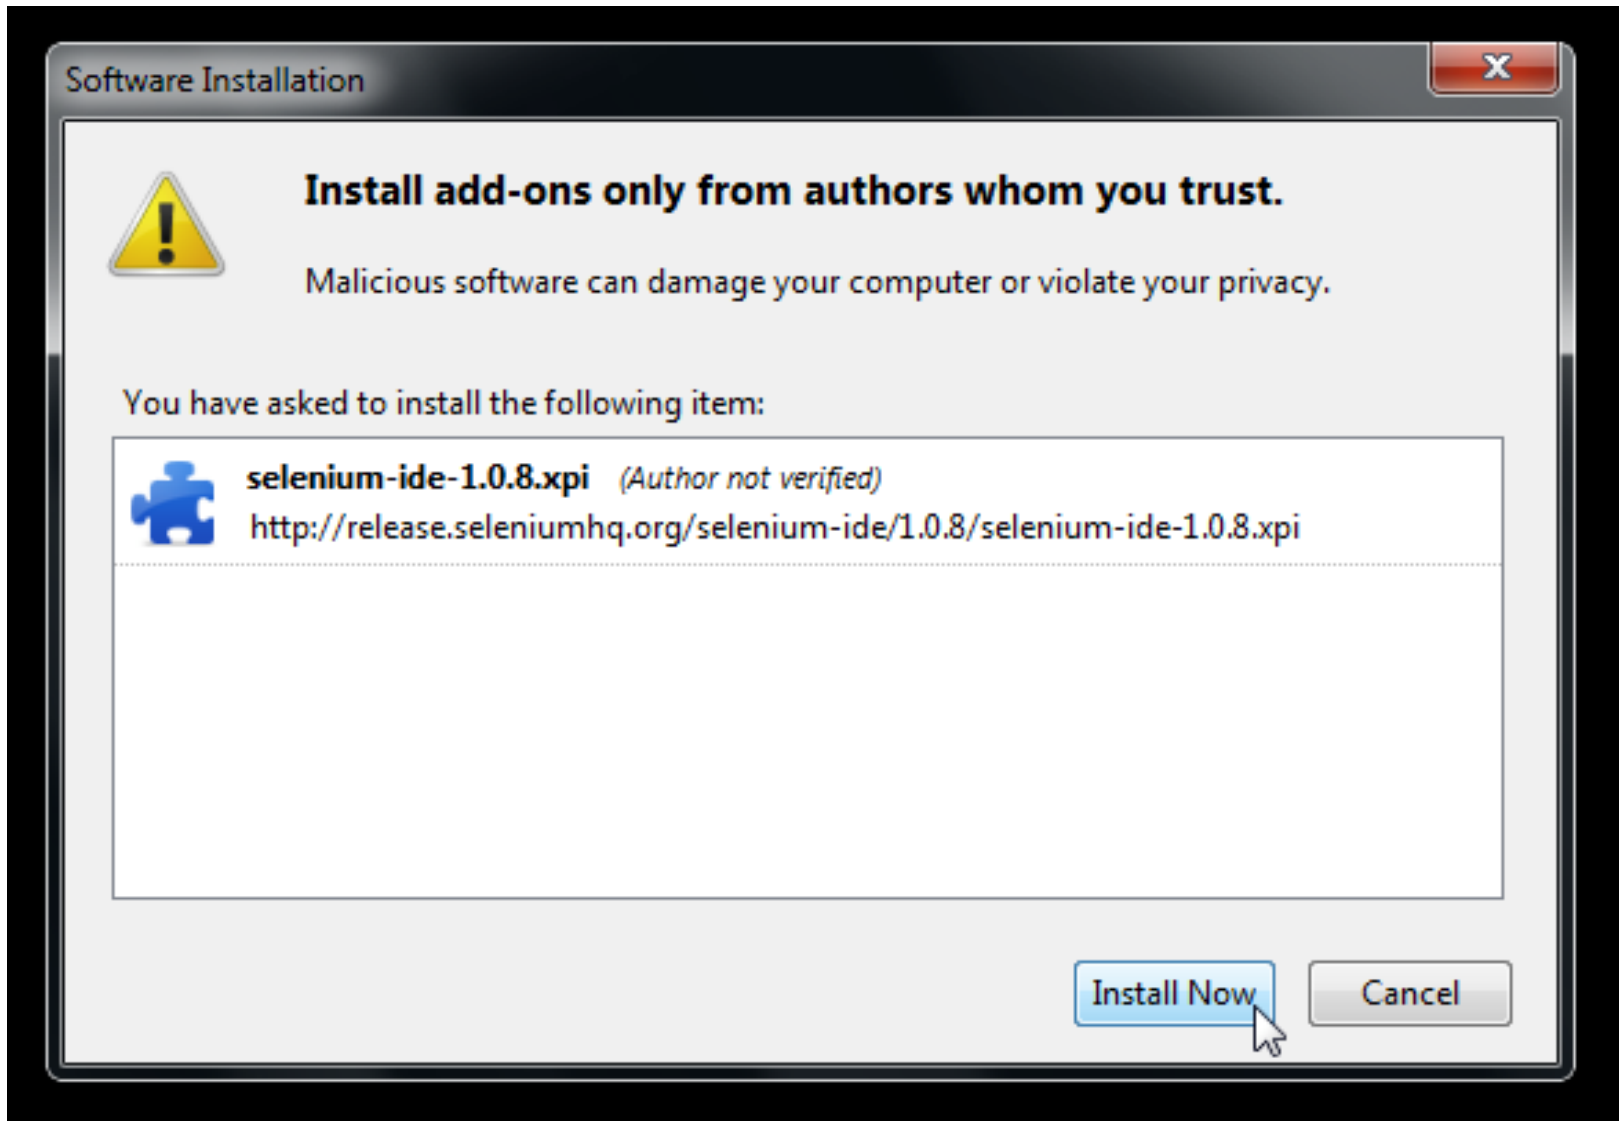 Software Installation
Install add-ons only from authors whom you trust.
Malicious software can damage your computer or violate your privacy.
You have asked to install the following item:
selenium-ide-1.0.8.xpi (Author not verified)
http://release.seleniumhq.org/selenium-ide/1.0.8/selenium-ide-1.0.8.xpi
Install Now Cancel